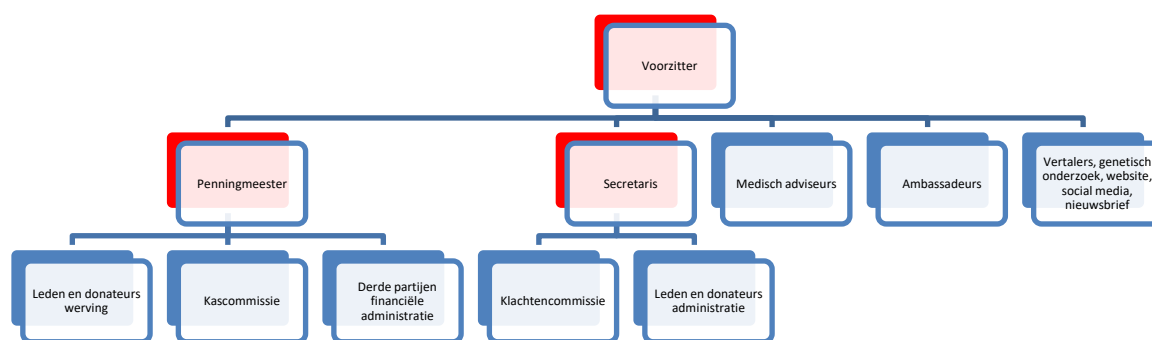 Voorzitter
Penningmeester
Secretaris
Medisch adviseurs
Ambassadeurs
Vertalers, genetisch
onderzoek, website,
social media,
nieuwsbrief
Leden en donateurs
werving
Kascommissie
Derde partijen
financiële
administratie
Klachtencommissie
Leden en donateurs
administratie